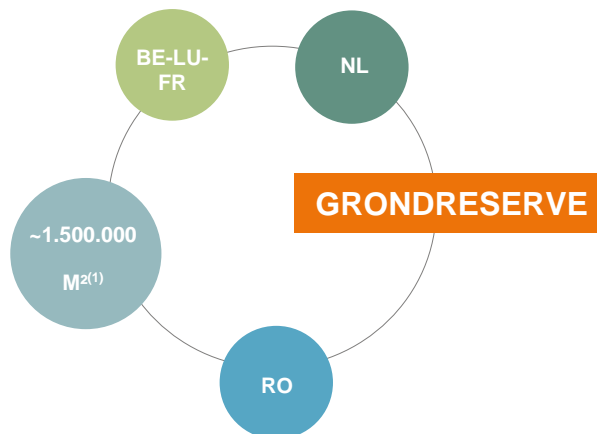 BE-LU-
FR
NL
GRONDRESERVE
~1.500.000
M²⁽¹⁾
RO